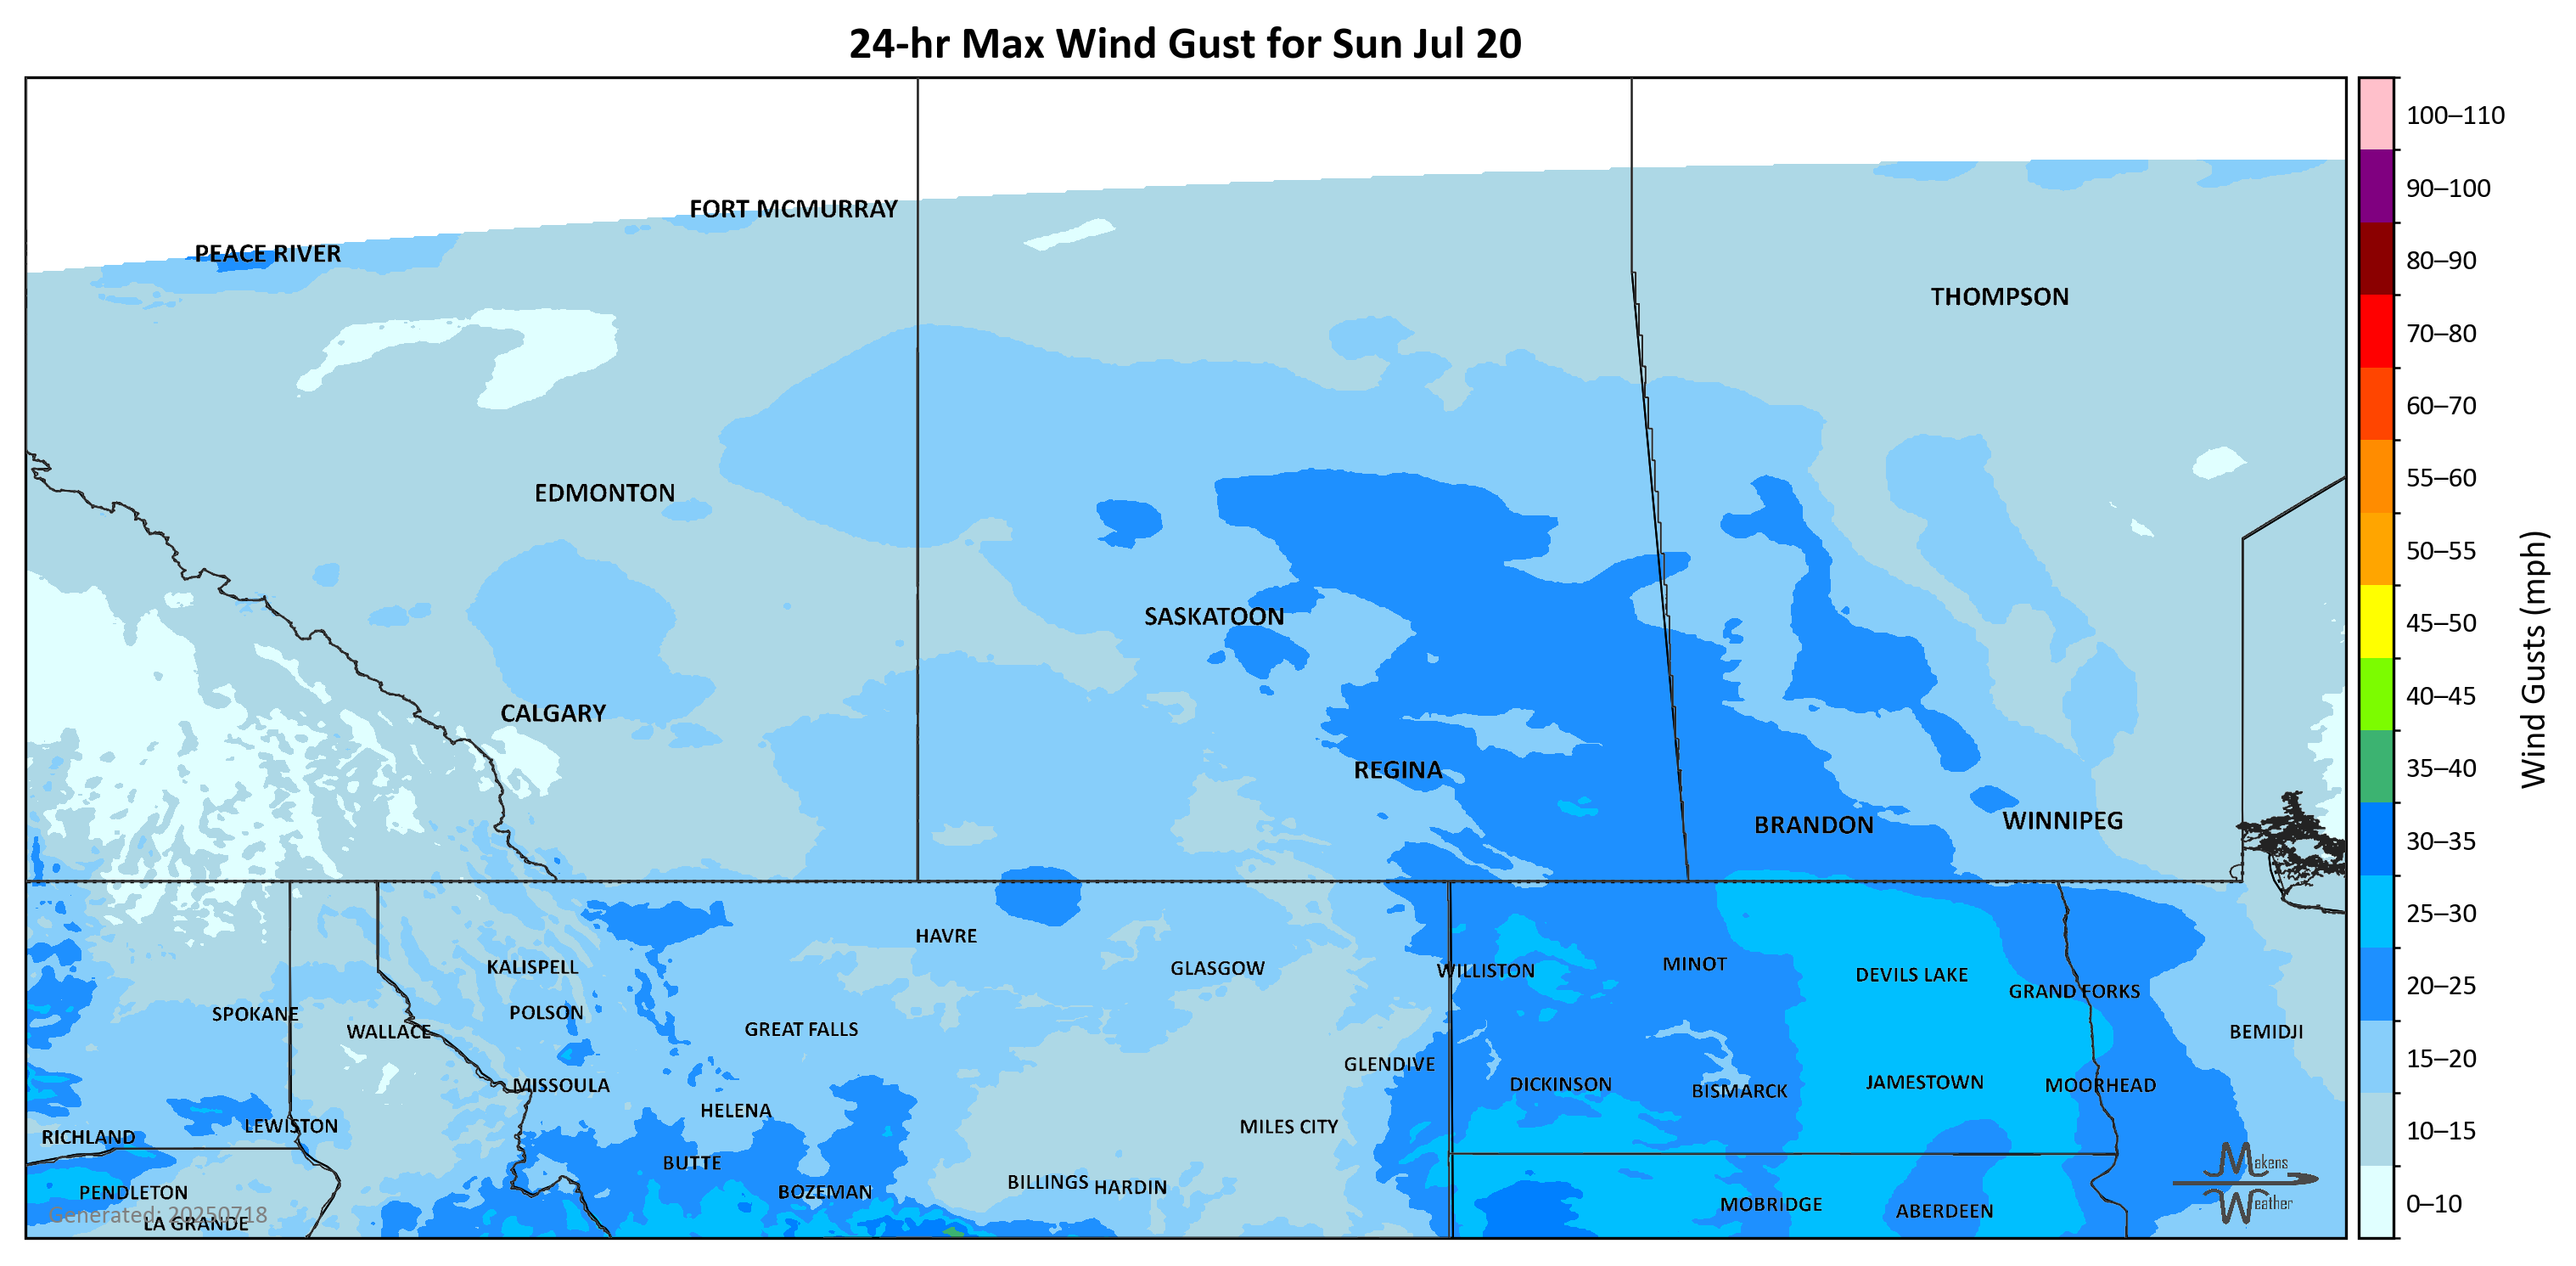 24-hr Max Wind Gust for Sun Jul 20
100–110
90–100
80–90
70–80
60–70
55–60
50–55
45–50
40–45
35–40
30–35
25–30
20–25
15–20
10–15
0–10
Wind Gusts (mph)
FORT MCMURRAY
PEACE RIVER
THOMPSON
EDMONTON
SASKATOON
CALGARY
REGINA
BRANDON
WINNIPEG
HAVRE
KALISPELL
GLASGOW
WILLISTON
MINOT
DEVILS LAKE
GRAND FORKS
SPOKANE
POLSON
WALLACE
GREAT FALLS
BEMIDJI
GLENDIVE
MISSOULA
DICKINSON
BISMARCK
JAMESTOWN
MOORHEAD
HELENA
LEWISTON
MILES CITY
RICHLAND
BUTTE
BOZEMAN
BILLINGS
HARDIN
PENDLETON
MOBRIDGE
ABERDEEN
Generated: 20250718
LA GRANDE
Makens
Weather